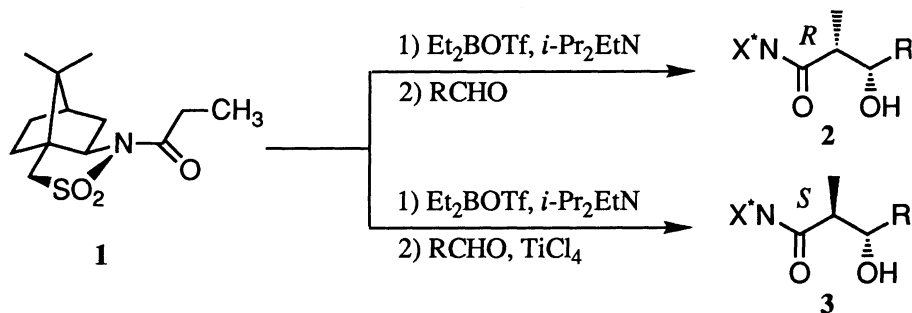 CH₃
N
O
SO₂
1
1) Et₂BOTf, i-Pr₂EtN
2) RCHO
X*N
R
R
O
OH
2
1) Et₂BOTf, i-Pr₂EtN
2) RCHO, TiCl₄
X*N
S
R
O
OH
3